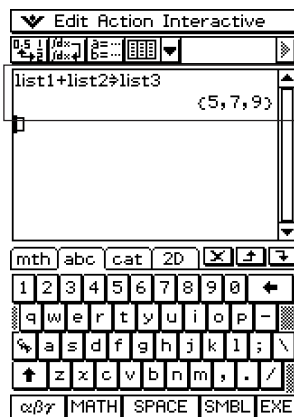 Edit Action Interactive
list1+list2⇒list3
{5,7,9}
mth abc cat 2D
1 2 3 4 5 6 7 8 9 0
q w e r t y u i o p -
a s d f g h j k l ; \
z x c v b n m , . /
αβγ MATH SPACE SMBL EXE